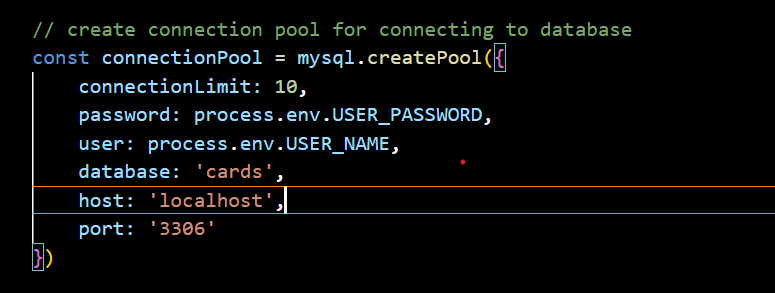 // create connection pool for connecting to database
const connectionPool = mysql.createPool({
    connectionLimit: 10,
    password: process.env.USER_PASSWORD,
    user: process.env.USER_NAME,
    database: 'cards',
    host: 'localhost',
    port: '3306'
})